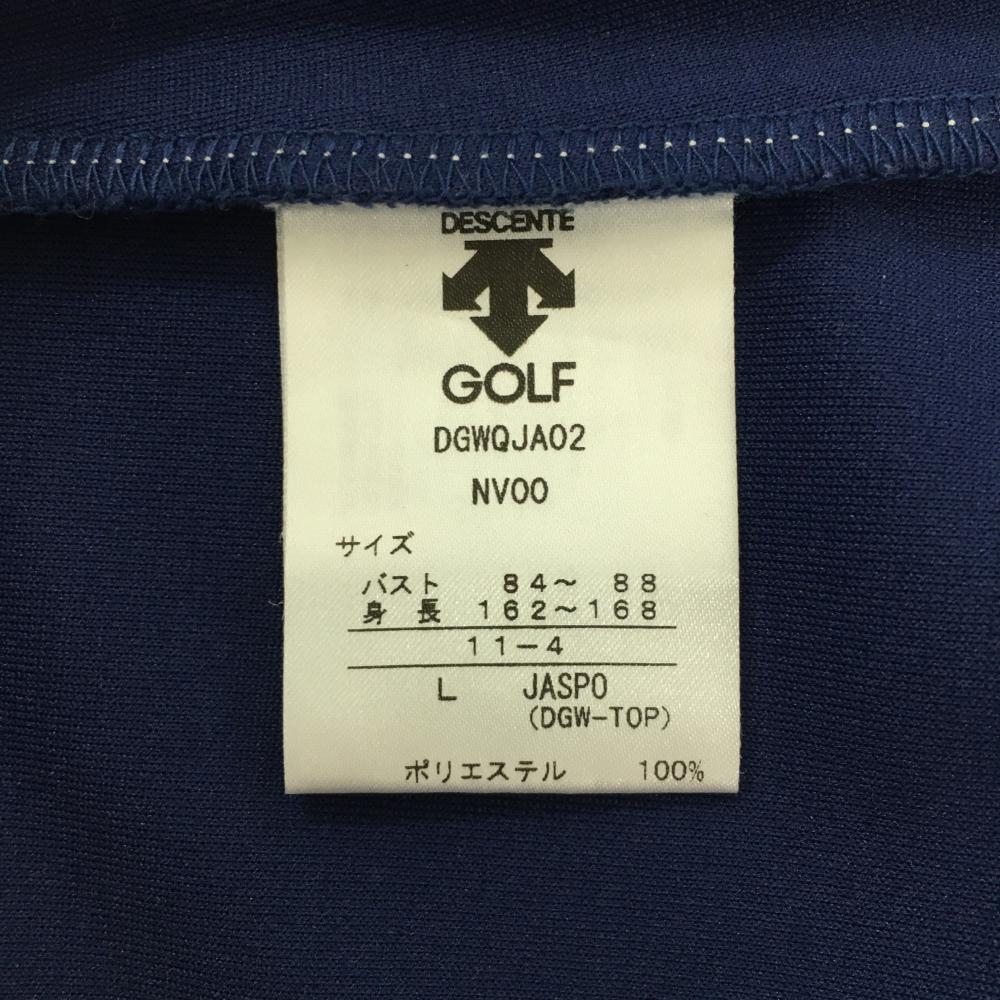 DESCENTE
GOLF
DGWQJA02
NV00
サイズ
バスト 84～ 88
身 長 162～168
11-4
L JASPO
(DGW-TOP)
ポリエステル 100%